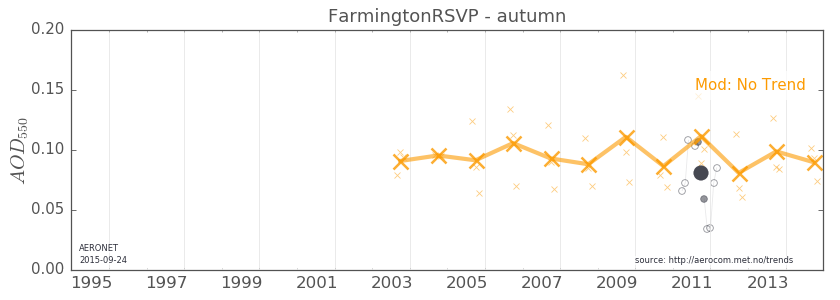 FarmingtonRSVP - autumn
0.20
0.15
0.10
0.05
0.00
AOD550
Mod: No Trend
AERONET
2015-09-24
source: http://aerocom.met.no/trends
1995 1997 1999 2001 2003 2005 2007 2009 2011 2013